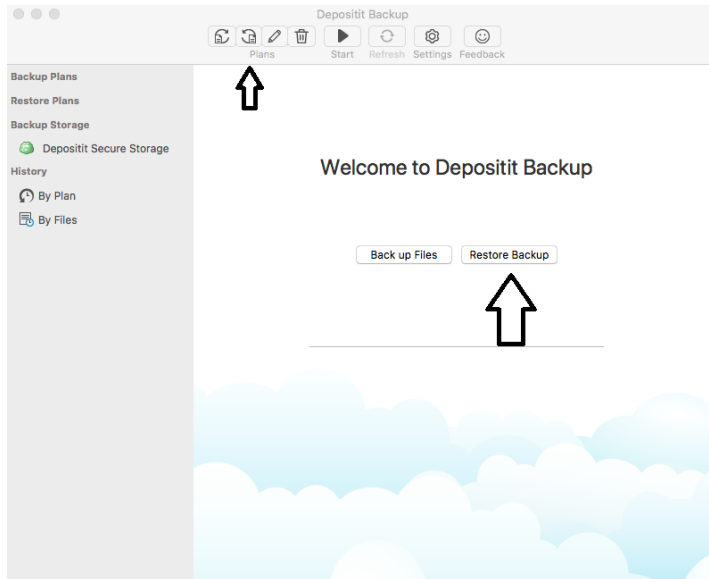 Depositit Backup
Plans Start Refresh Settings Feedback
Backup Plans
Restore Plans
Backup Storage
Depositit Secure Storage
History
By Plan
By Files
Welcome to Depositit Backup
Back up Files Restore Backup